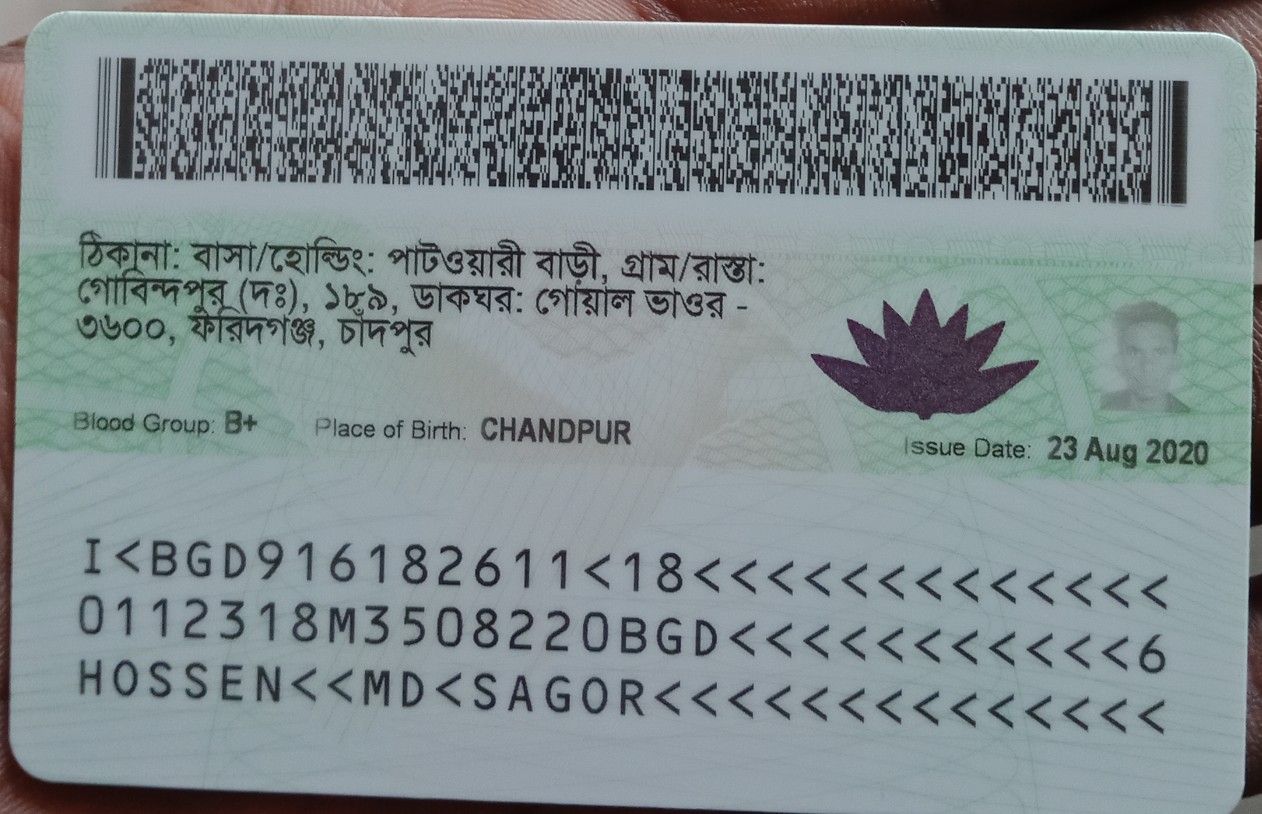 ঠিকানা: বাসা/হোল্ডিং: পাটওয়ারী বাড়ী, গ্রাম/রাস্তা:
গোবিন্দপুর (দঃ), ১৮৯, ডাকঘর: গোয়াল ভাওর -
৩৬০০, ফরিদগঞ্জ, চাঁদপুর
Blood Group: B+ Place of Birth: CHANDPUR
Issue Date: 23 Aug 2020
I<BGD916182611<18<<<<<<<<<<<<<
0112318M3508220BGD<<<<<<<<<<<6
HOSSEN<<MD<SAGOR<<<<<<<<<<<<<<